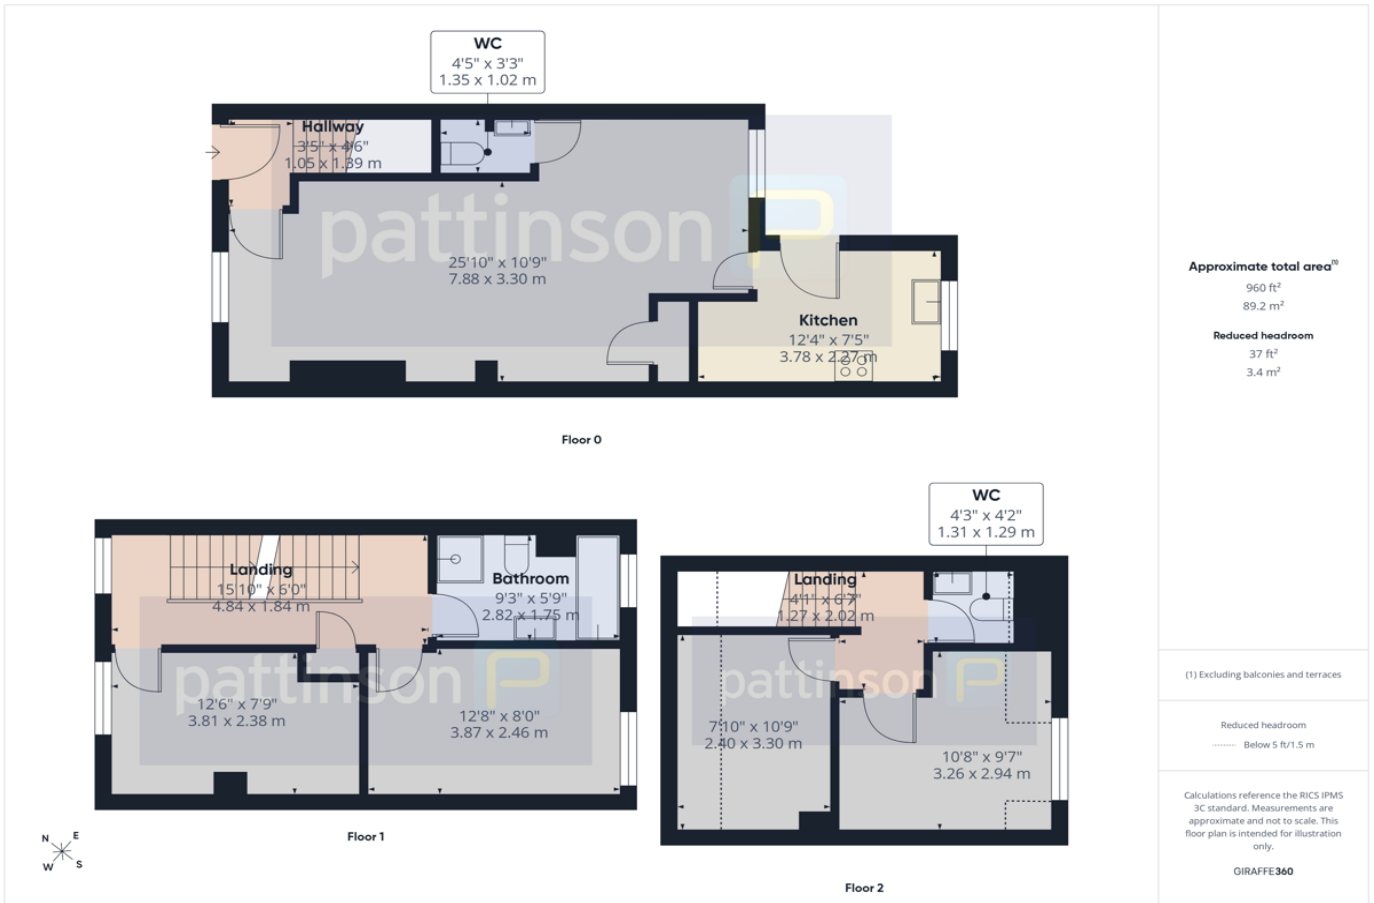 WC
4'5" x 3'3"
1.35 x 1.02 m
Hallway
3'5" x 4'6"
1.05 x 1.39 m
pattinson
25'10" x 10'9"
7.88 x 3.30 m
Kitchen
12'4" x 7'5"
3.78 x 2.27 m
Floor 0
Approximate total area(1)
960 ft²
89.2 m²
Reduced headroom
37 ft²
3.4 m²
Landing
15'10" x 6'0"
4.84 x 1.84 m
Bathroom
9'3" x 5'9"
2.82 x 1.75 m
pattinson
12'6" x 7'9"
3.81 x 2.38 m
12'8" x 8'0"
3.87 x 2.46 m
Floor 1
WC
4'3" x 4'2"
1.31 x 1.29 m
Landing
4'1" x 6'7"
1.27 x 2.02 m
pattinson
7'10" x 10'9"
2.40 x 3.30 m
10'8" x 9'7"
3.26 x 2.94 m
Floor 2
N E
W S
(1) Excluding balconies and terraces
Reduced headroom
Below 5 ft/1.5 m
Calculations reference the RICS IPMS
3C standard. Measurements are
approximate and not to scale. This
floor plan is intended for illustration
only.
GIRAFFE360